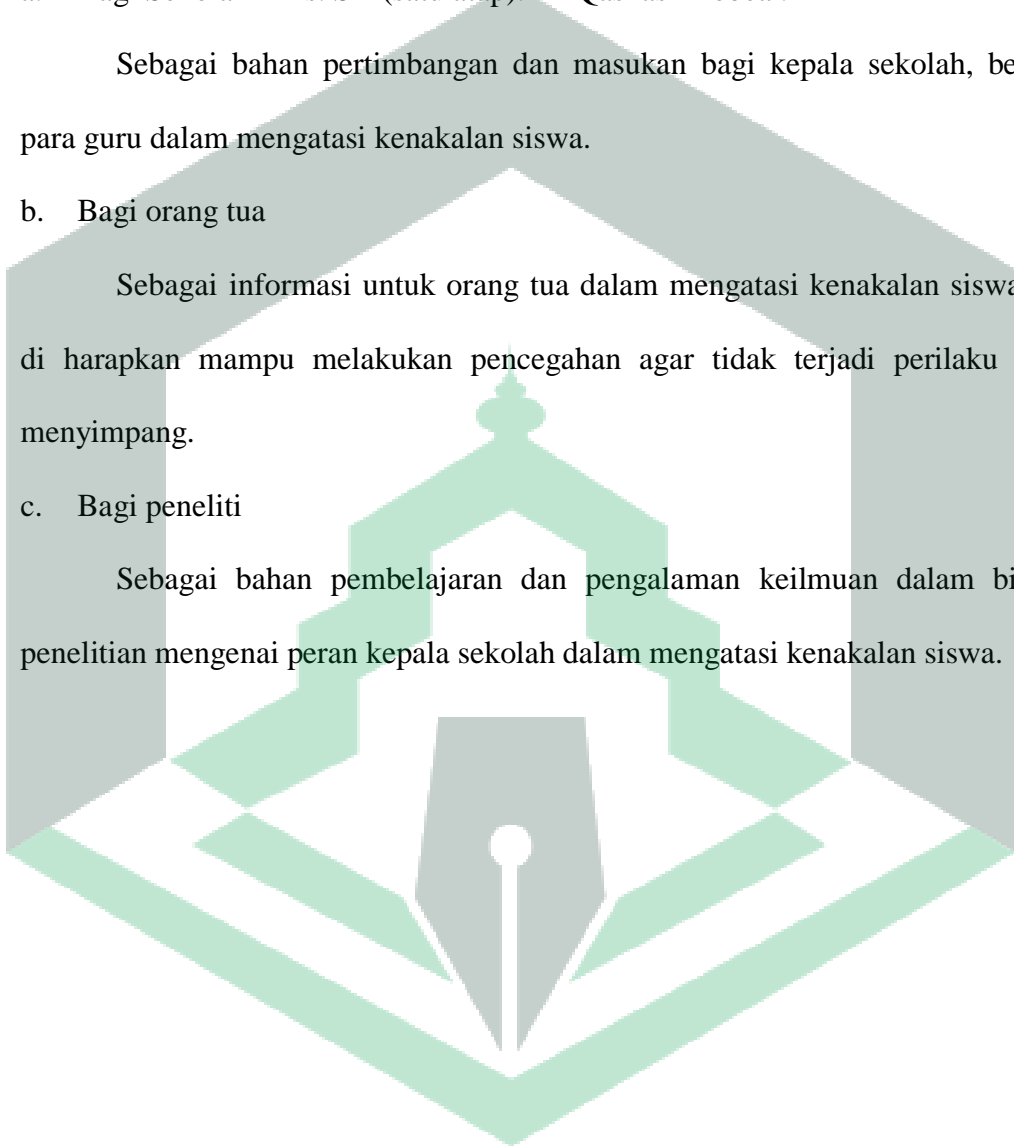 (satu atap).
Sebagai bahan pertimbangan dan masukan bagi kepala sekolah, be
para guru dalam mengatasi kenakalan siswa.
b. Bagi orang tua
Sebagai informasi untuk orang tua dalam mengatasi kenakalan siswa
di harapkan mampu melakukan pencegahan agar tidak terjadi perilaku
menyimpang.
c. Bagi peneliti
Sebagai bahan pembelajaran dan pengalaman keilmuan dalam bi
penelitian mengenai peran kepala sekolah dalam mengatasi kenakalan siswa.